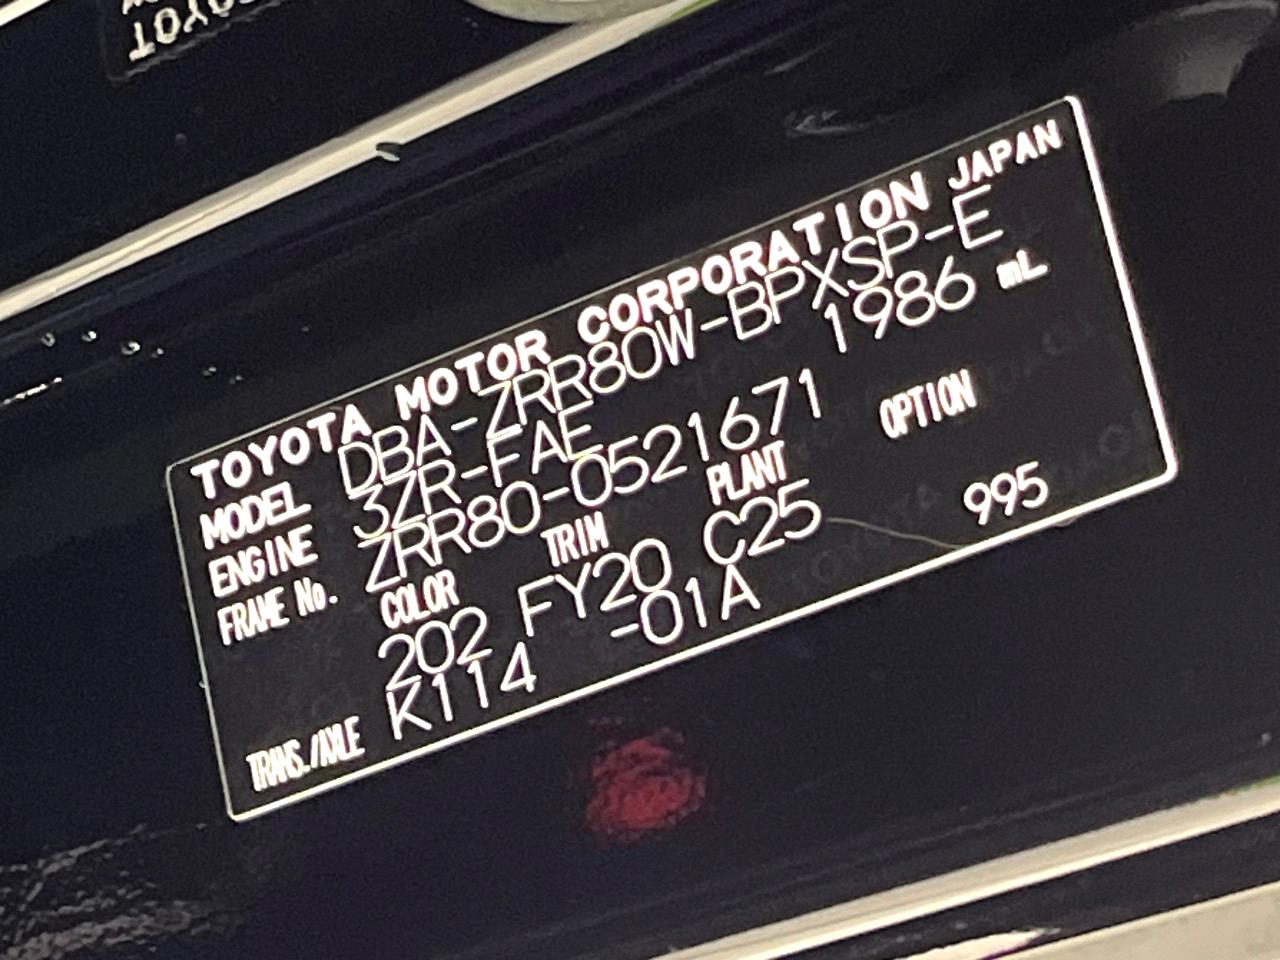 TOYOTA MOTOR CORPORATION JAPAN
MODEL DBA-ZRR80W-BPXSP-E
ENGINE 3ZR-FAE 1986 mL
FRAME No. ZRR80-0521671
COLOR TRIM PLANT OPTION
202 FY20 C25 995
TRANS./AXLE K114 -01A